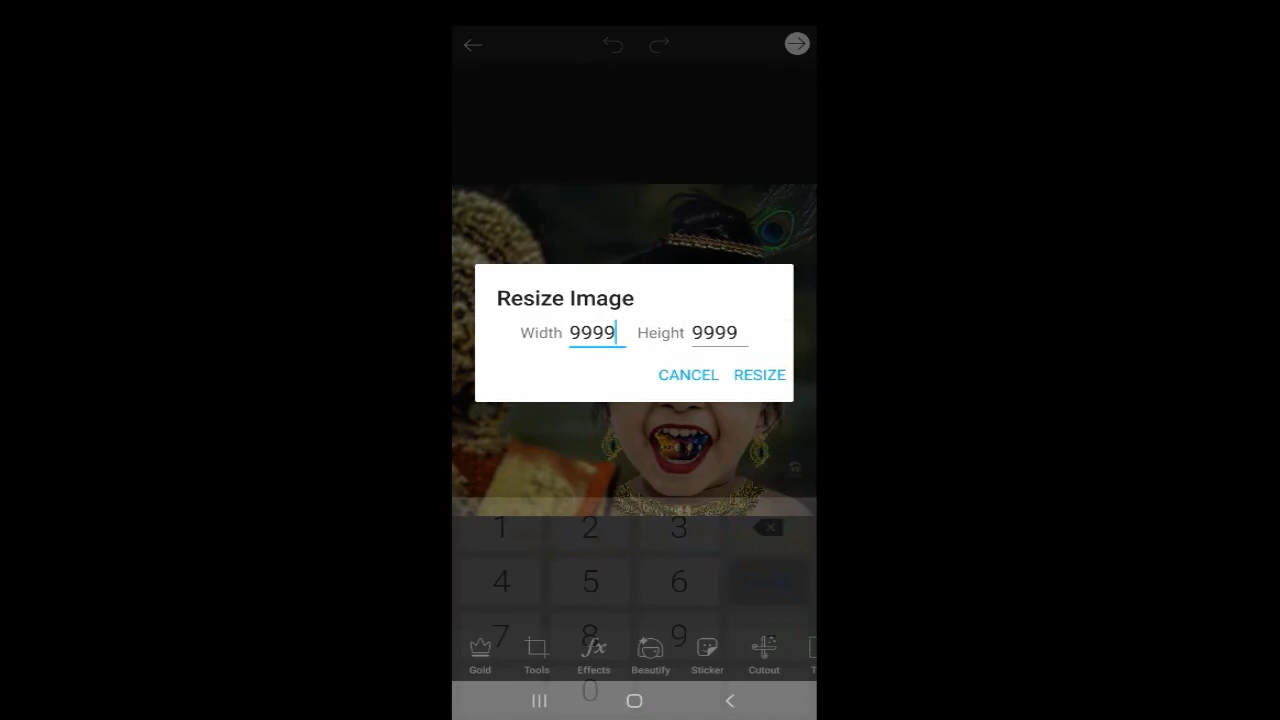 Resize Image
Width 9999 Height 9999
CANCEL RESIZE
1 2 3
4 5 6
7 8 9
0
Gold Tools fx Effects Beautify Sticker Cutout